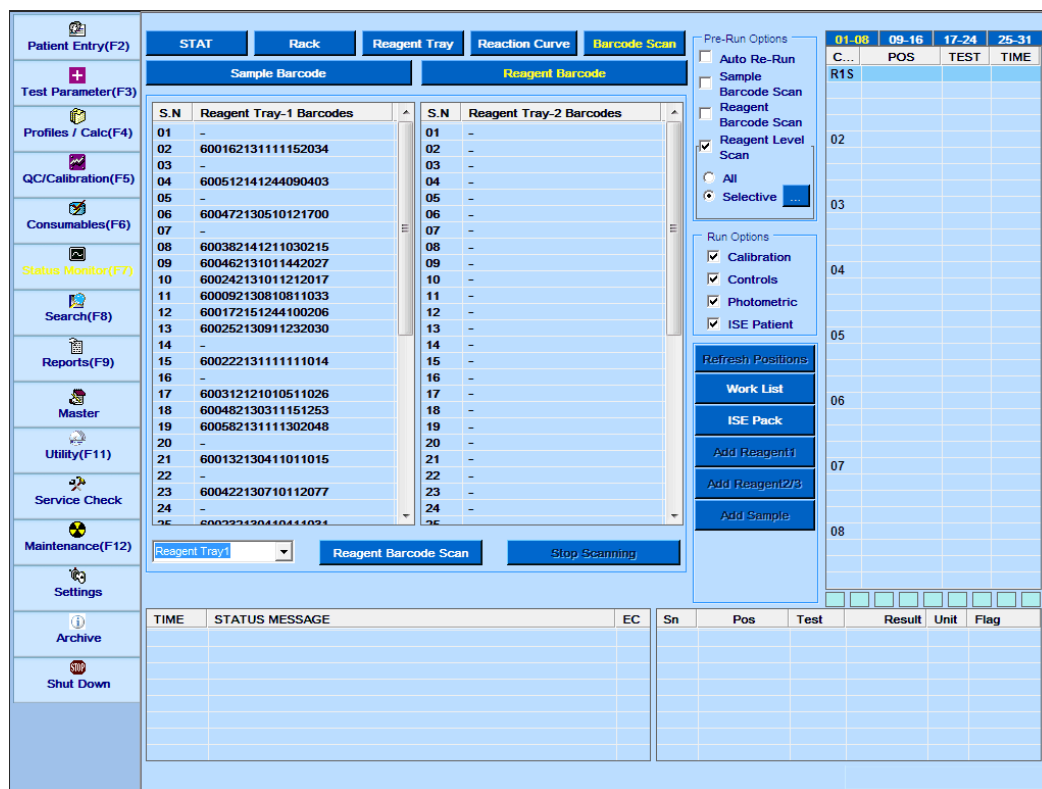 Patient Entry(F2)
Test Parameter(F3)
Profiles / Calc(F4)
QC/Calibration(F5)
Consumables(F6)
Status Monitor(F7)
Search(F8)
Reports(F9)
Master
Utility(F11)
Service Check
Maintenance(F12)
Settings
Archive
STOP
Shut Down
STAT Rack Reagent Tray Reaction Curve Barcode Scan
Sample Barcode Reagent Barcode
S.N Reagent Tray-1 Barcodes S.N Reagent Tray-2 Barcodes
01 - 01 -
02 600162131111152034 02 -
03 - 03 -
04 600512141244090403 04 -
05 - 05 -
06 600472130510121700 06 -
07 - 07 -
08 600382141211030215 08 -
09 600462131011442027 09 -
10 600242131011212017 10 -
11 600092130810811033 11 -
12 600172151244100206 12 -
13 600252130911232030 13 -
14 - 14 -
15 600222131111111014 15 -
16 - 16 -
17 600312121010511026 17 -
18 600482130311151253 18 -
19 600582131111302048 19 -
20 - 20 -
21 600132130411011015 21 -
22 - 22 -
23 600422130710112077 23 -
24 - 24 -
25 600232130410411031 25
Reagent Tray1 Reagent Barcode Scan Stop Scanning
Pre-Run Options
Auto Re-Run
Sample
Barcode Scan
Reagent
Barcode Scan
Reagent Level
Scan
All
Selective ...
Run Options
Calibration
Controls
Photometric
ISE Patient
Refresh Positions
Work List
ISE Pack
Add Reagent1
Add Reagent2/3
Add Sample
01-08 09-16 17-24 25-31
C... POS TEST TIME
R1S
02
03
04
05
06
07
08
TIME STATUS MESSAGE EC
Sn Pos Test Result Unit Flag